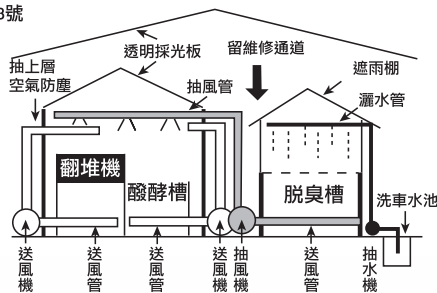 號
透明採光板
留維修通道
抽上層
空氣防塵
抽風管
遮雨棚
灑水管
翻堆機
醱酵槽
脫臭槽
洗車水池
送風機
送風管
送風管
送風機
抽風機
送風管
抽水機